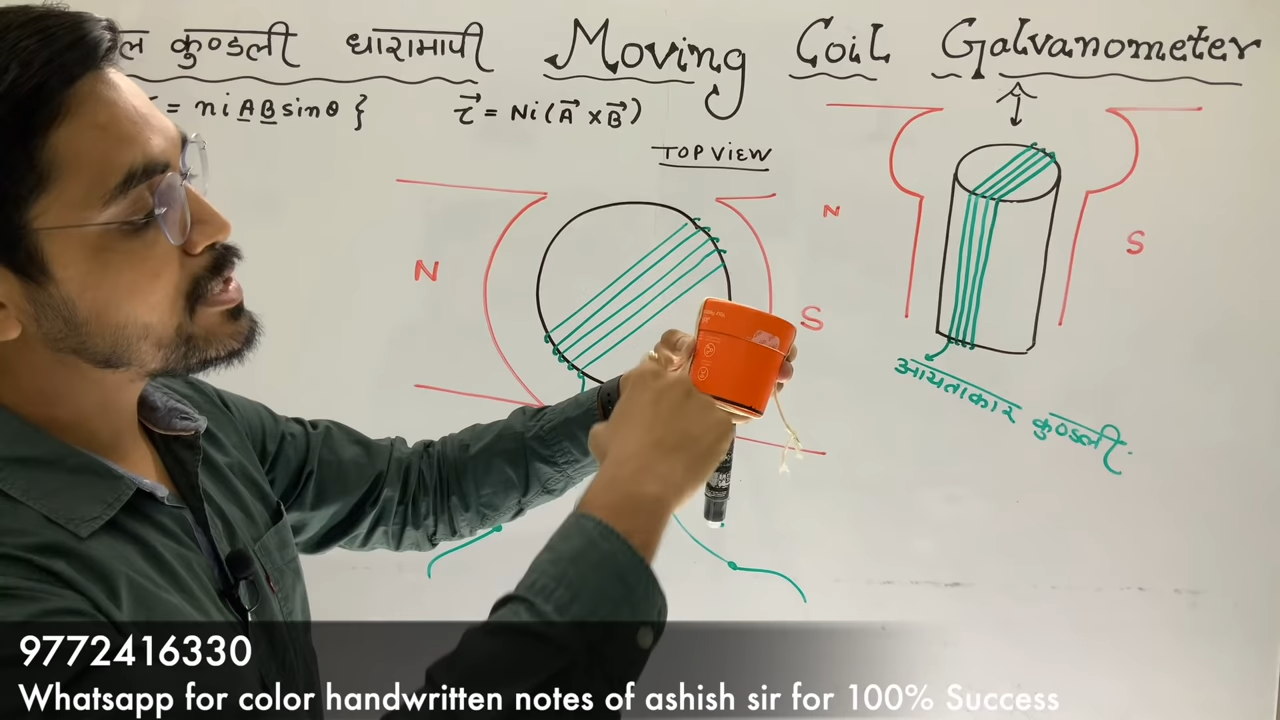 कुण्डली धारामापी Moving Coil Galvanometer
= niABsinθ } τ⃗ = Ni(A⃗ × B⃗)
TOP VIEW
N S N S
आयताकार कुण्डली
9772416330
Whatsapp for color handwritten notes of ashish sir for 100% Success